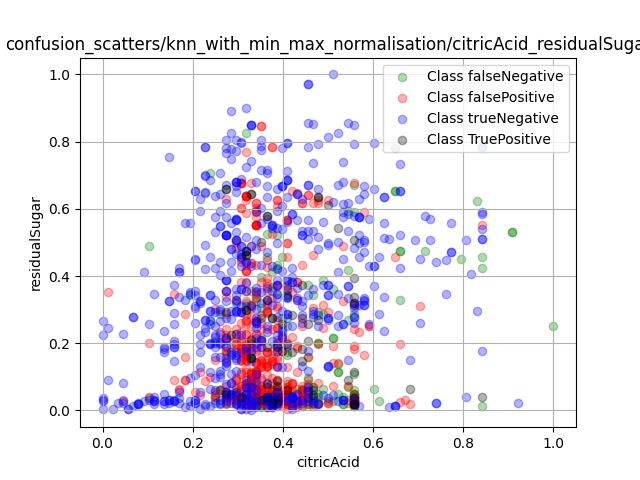 confusion_scatters/knn_with_min_max_normalisation/citricAcid_residualSuga
Class falseNegative
Class falsePositive
Class trueNegative
Class TruePositive
residualSugar
1.0
0.8
0.6
0.4
0.2
0.0
0.0 0.2 0.4 0.6 0.8 1.0
citricAcid